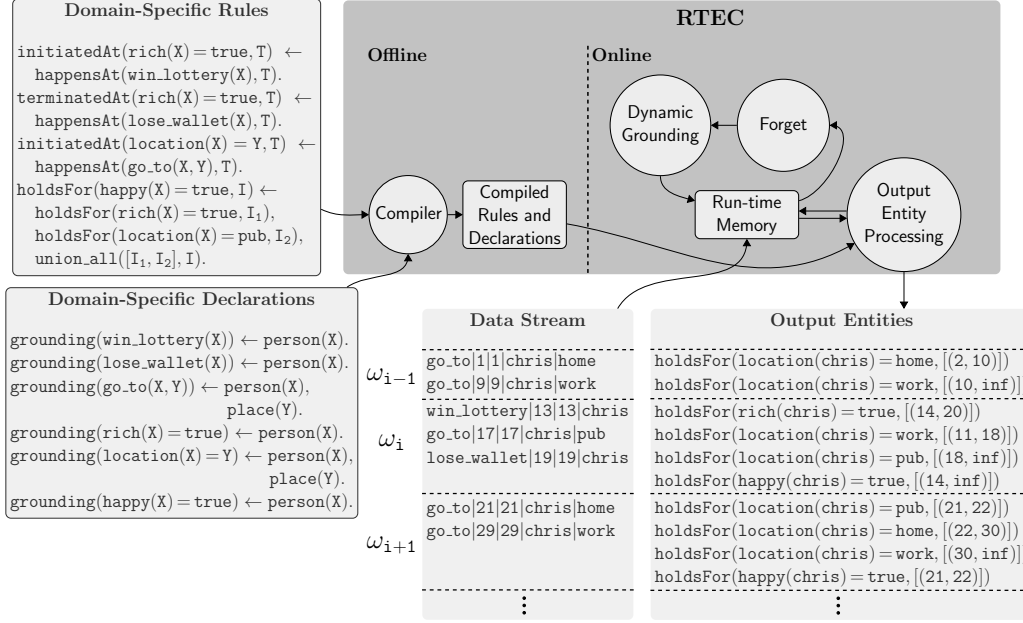 Domain-Specific Rules
initiatedAt(rich(X)=true,T) ←
happensAt(win_lottery(X),T).
terminatedAt(rich(X)=true,T) ←
happensAt(lose_wallet(X),T).
initiatedAt(location(X)=Y,T) ←
happensAt(go_to(X,Y),T).
holdsFor(happy(X)=true,I) ←
holdsFor(rich(X)=true,I₁),
holdsFor(location(X)=pub,I₂),
union_all([I₁,I₂],I).
RTEC
Offline
Online
Dynamic
Grounding
Forget
Compiler
Compiled
Rules and
Declarations
Run-time
Memory
Output
Entity
Processing
Domain-Specific Declarations
grounding(win_lottery(X)) ← person(X).
grounding(lose_wallet(X)) ← person(X).
grounding(go_to(X,Y)) ← person(X),
place(Y).
grounding(rich(X)=true) ← person(X).
grounding(location(X)=Y) ← person(X),
place(Y).
grounding(happy(X)=true) ← person(X).
Data Stream
ωi−1
go_to|1|1|chris|home
go_to|9|9|chris|work
ωi
win_lottery|13|13|chris
go_to|17|17|chris|pub
lose_wallet|19|19|chris
ωi+1
go_to|21|21|chris|home
go_to|29|29|chris|work
⋮
Output Entities
holdsFor(location(chris)=home,[(2,10)])
holdsFor(location(chris)=work,[(10,inf)])
holdsFor(rich(chris)=true,[(14,20)])
holdsFor(location(chris)=work,[(11,18)])
holdsFor(location(chris)=pub,[(18,inf)])
holdsFor(happy(chris)=true,[(14,inf)])
holdsFor(location(chris)=pub,[(21,22)])
holdsFor(location(chris)=home,[(22,30)])
holdsFor(location(chris)=work,[(30,inf)])
holdsFor(happy(chris)=true,[(21,22)])
⋮